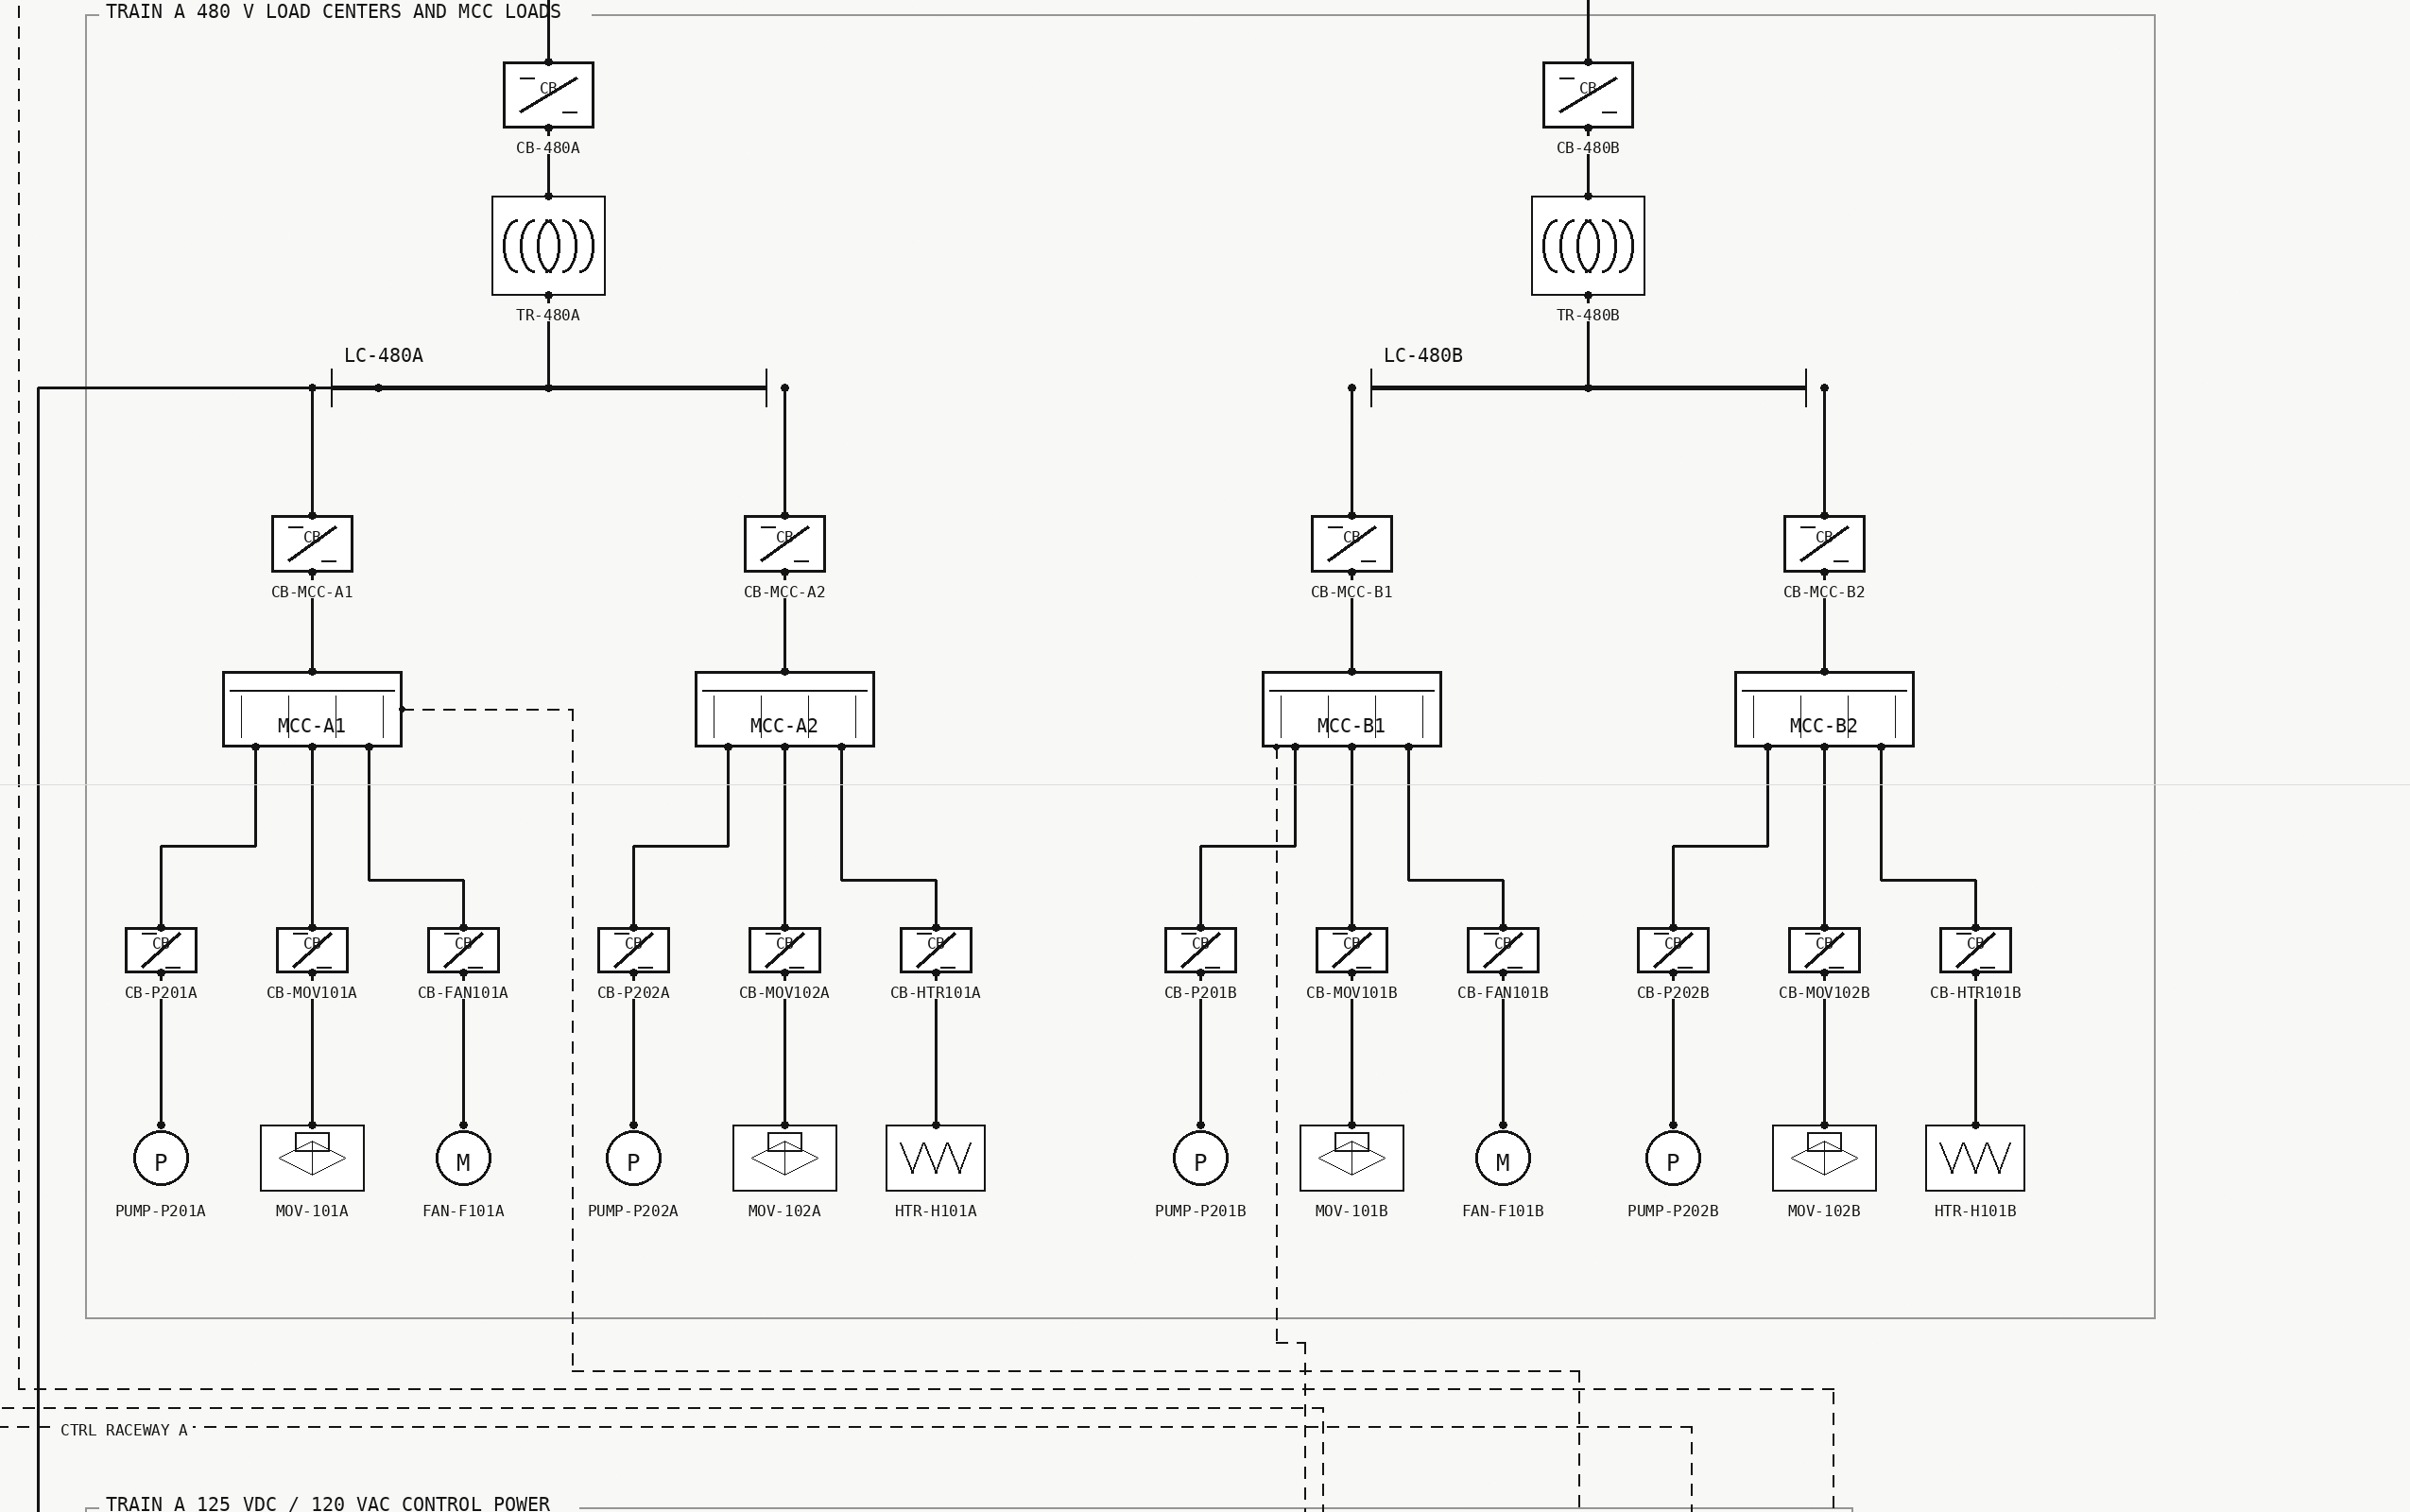 TRAIN A 480 V LOAD CENTERS AND MCC LOADS
CB CB
CB-480A CB-480B
TR-480A TR-480B
LC-480A LC-480B
CB CB CB CB
CB-MCC-A1 CB-MCC-A2 CB-MCC-B1 CB-MCC-B2
MCC-A1 MCC-A2 MCC-B1 MCC-B2
CB CB CB CB CB CB CB CB CB CB CB CB
CB-P201A CB-MOV101A CB-FAN101A CB-P202A CB-MOV102A CB-HTR101A CB-P201B CB-MOV101B CB-FAN101B CB-P202B CB-MOV102B CB-HTR101B
P M P P M P
PUMP-P201A MOV-101A FAN-F101A PUMP-P202A MOV-102A HTR-H101A PUMP-P201B MOV-101B FAN-F101B PUMP-P202B MOV-102B HTR-H101B
CTRL RACEWAY A
TRAIN A 125 VDC / 120 VAC CONTROL POWER